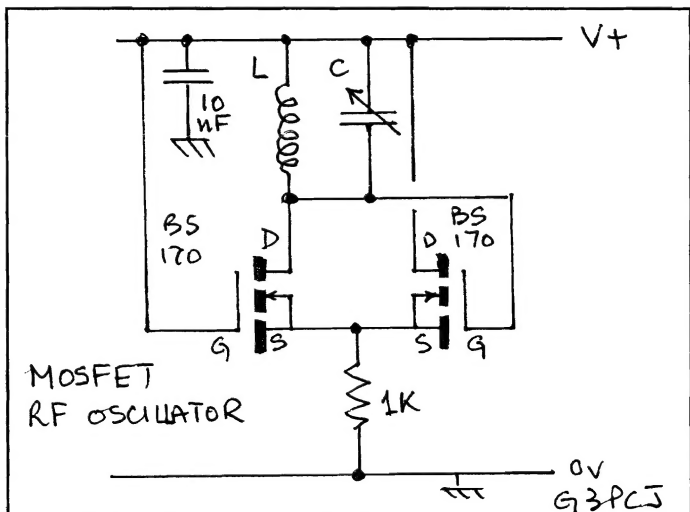 V+
L
C
10
nF
BS
170
D
D
BS
170
G
S
S
G
MOSFET
RF OSCILLATOR
1K
0V
G3PCJ